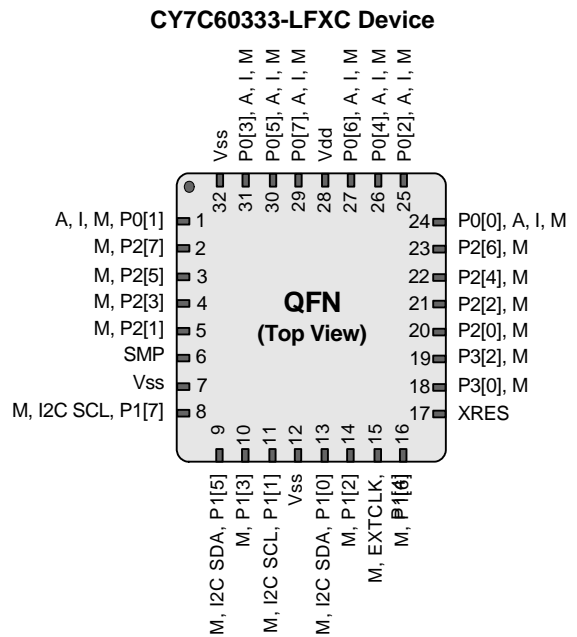 CY7C60333-LFXC Device
Vss
P0[3], A, I, M
P0[5], A, I, M
P0[7], A, I, M
Vdd
P0[6], A, I, M
P0[4], A, I, M
P0[2], A, I, M
32
31
30
29
28
27
26
25
A, I, M, P0[1] 1
M, P2[7] 2
M, P2[5] 3
M, P2[3] 4
M, P2[1] 5
SMP 6
Vss 7
M, I2C SCL, P1[7] 8
QFN
(Top View)
24 P0[0], A, I, M
23 P2[6], M
22 P2[4], M
21 P2[2], M
20 P2[0], M
19 P3[2], M
18 P3[0], M
17 XRES
9
10
11
12
13
14
15
16
M, I2C SDA, P1[5]
M, P1[3]
M, I2C SCL, P1[1]
Vss
M, I2C SDA, P1[0]
M, P1[2]
M, EXTCLK,
P1[4]
M, P1[6]